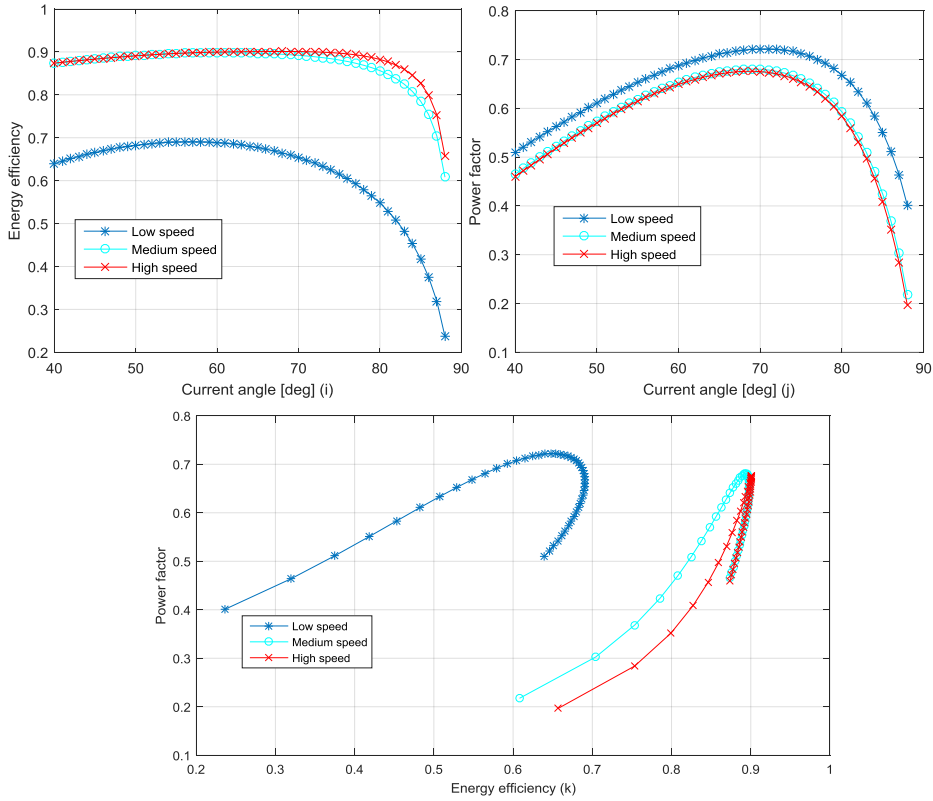 1
0.9
0.8
0.7
0.6
0.5
0.4
0.3
0.2
40 50 60 70 80 90
Energy efficiency
Current angle [deg] (i)
Low speed
Medium speed
High speed
0.8
0.7
0.6
0.5
0.4
0.3
0.2
0.1
40 50 60 70 80 90
Power factor
Current angle [deg] (j)
Low speed
Medium speed
High speed
0.8
0.7
0.6
0.5
0.4
0.3
0.2
0.1
0.2 0.3 0.4 0.5 0.6 0.7 0.8 0.9 1
Power factor
Energy efficiency (k)
Low speed
Medium speed
High speed